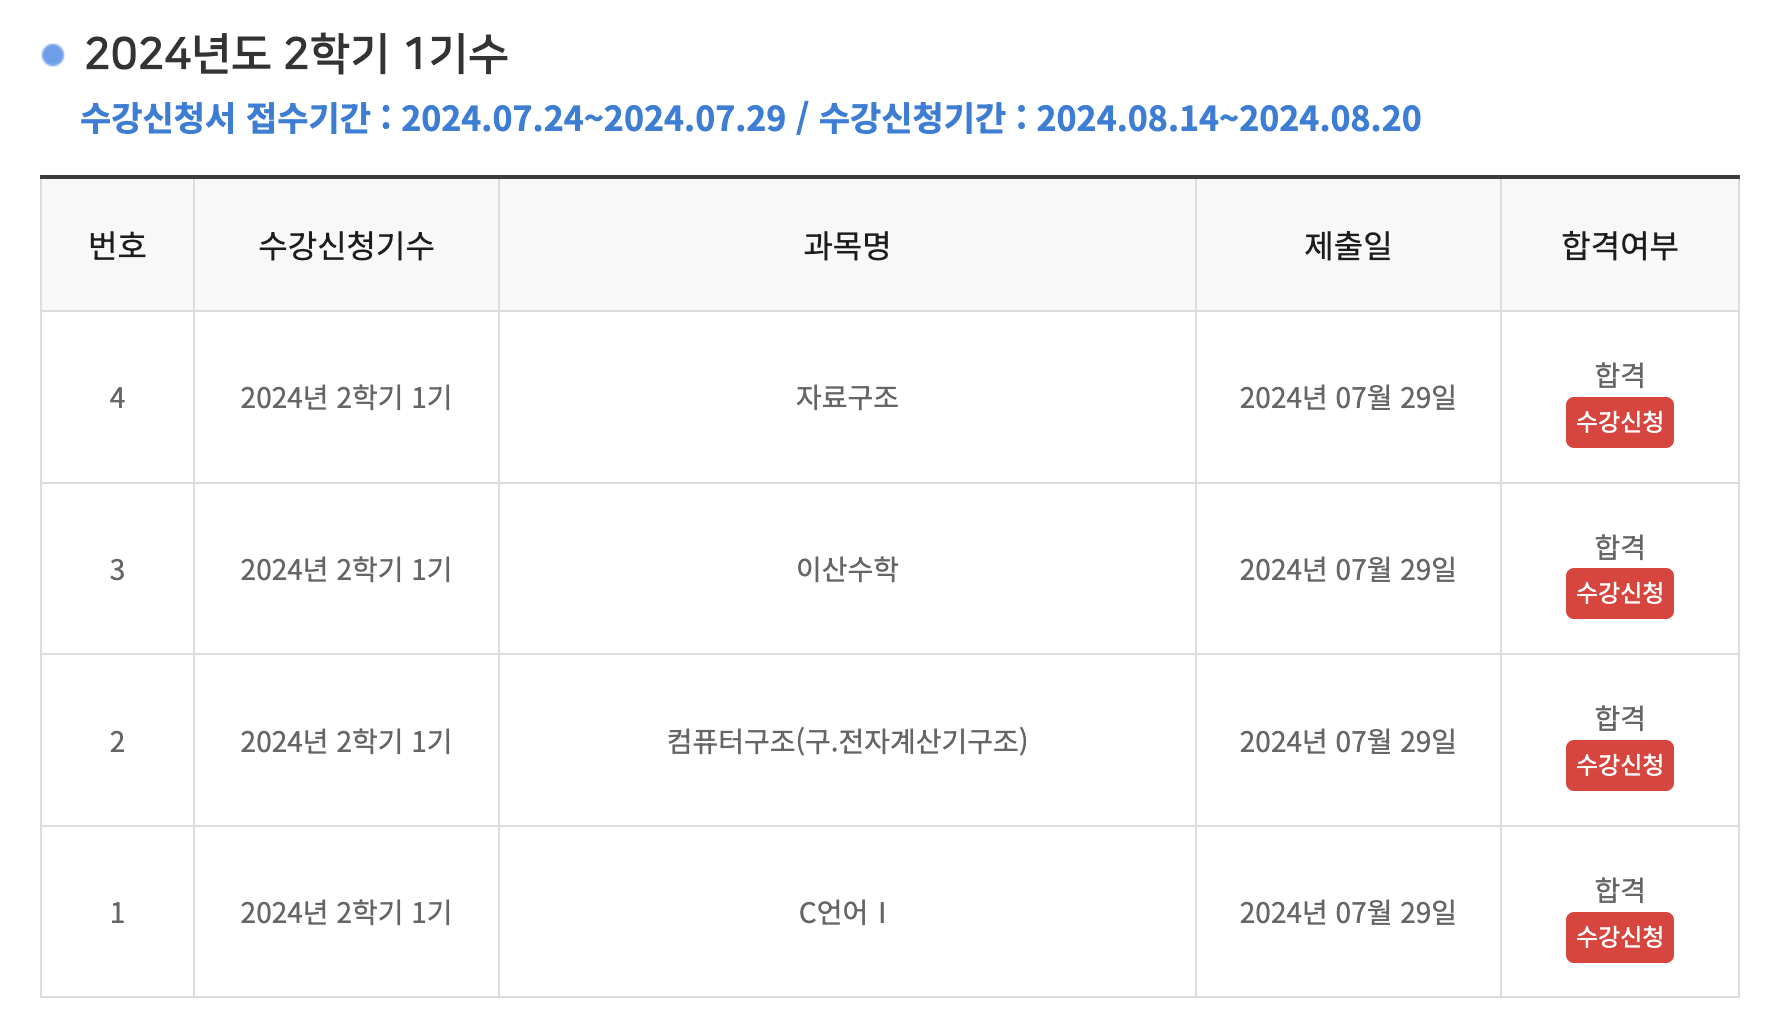 2024년도 2학기 1기수
수강신청서 접수기간 : 2024.07.24~2024.07.29 / 수강신청기간 : 2024.08.14~2024.08.20
번호 수강신청기수 과목명 제출일 합격여부
4 2024년 2학기 1기 자료구조 2024년 07월 29일 합격
수강신청
3 2024년 2학기 1기 이산수학 2024년 07월 29일 합격
수강신청
2 2024년 2학기 1기 컴퓨터구조(구.전자계산기구조) 2024년 07월 29일 합격
수강신청
1 2024년 2학기 1기 C언어Ⅰ 2024년 07월 29일 합격
수강신청